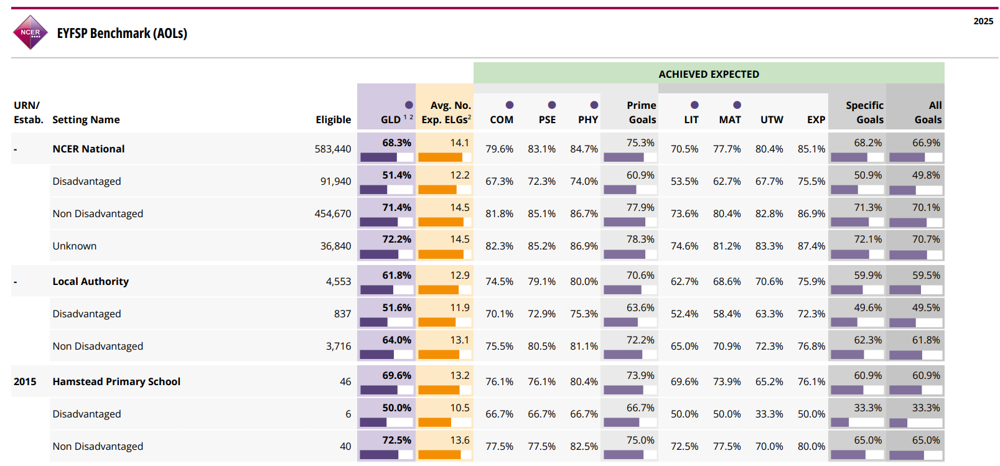 2025
NCER
EYFSP Benchmark (AOLs)
ACHIEVED EXPECTED
URN/ Estab. Setting Name Eligible GLD 1 2 Avg. No. Exp. ELGs2 COM PSE PHY Prime Goals LIT MAT UTW EXP Specific Goals All Goals
- NCER National 583,440 68.3% 14.1 79.6% 83.1% 84.7% 75.3% 70.5% 77.7% 80.4% 85.1% 68.2% 66.9%
Disadvantaged 91,940 51.4% 12.2 67.3% 72.3% 74.0% 60.9% 53.5% 62.7% 67.7% 75.5% 50.9% 49.8%
Non Disadvantaged 454,670 71.4% 14.5 81.8% 85.1% 86.7% 77.9% 73.6% 80.4% 82.8% 86.9% 71.3% 70.1%
Unknown 36,840 72.2% 14.5 82.3% 85.2% 86.9% 78.3% 74.6% 81.2% 83.3% 87.4% 72.1% 70.7%
- Local Authority 4,553 61.8% 12.9 74.5% 79.1% 80.0% 70.6% 62.7% 68.6% 70.6% 75.9% 59.9% 59.5%
Disadvantaged 837 51.6% 11.9 70.1% 72.9% 75.3% 63.6% 52.4% 58.4% 63.3% 72.3% 49.6% 49.5%
Non Disadvantaged 3,716 64.0% 13.1 75.5% 80.5% 81.1% 72.2% 65.0% 70.9% 72.3% 76.8% 62.3% 61.8%
2015 Hamstead Primary School 46 69.6% 13.2 76.1% 76.1% 80.4% 73.9% 69.6% 73.9% 65.2% 76.1% 60.9% 60.9%
Disadvantaged 6 50.0% 10.5 66.7% 66.7% 66.7% 66.7% 50.0% 50.0% 33.3% 50.0% 33.3% 33.3%
Non Disadvantaged 40 72.5% 13.6 77.5% 77.5% 82.5% 75.0% 72.5% 77.5% 70.0% 80.0% 65.0% 65.0%